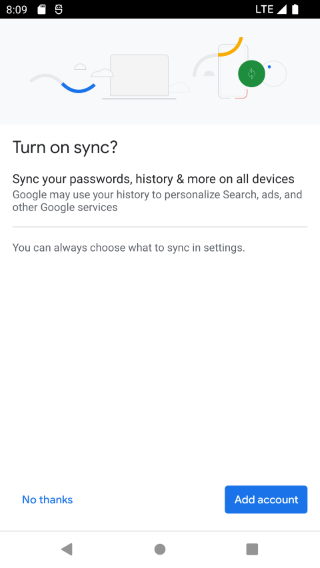 8:09
LTE
Turn on sync?
Sync your passwords, history & more on all devices
Google may use your history to personalize Search, ads, and
other Google services
You can always choose what to sync in settings.
No thanks
Add account